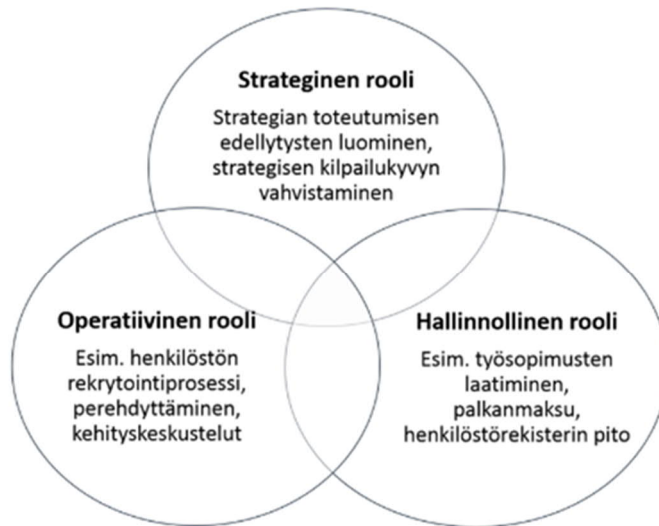 Strateginen rooli
Strategian toteutumisen
edellytysten luominen,
strategisen kilpailukyvyn
vahvistaminen
Operatiivinen rooli
Esim. henkilöstön
rekrytointiprosessi,
perehdyttäminen,
kehityskeskustelut
Hallinnollinen rooli
Esim. työsopimusten
laatiminen,
palkanmaksu,
henkilöstörekisterin pito